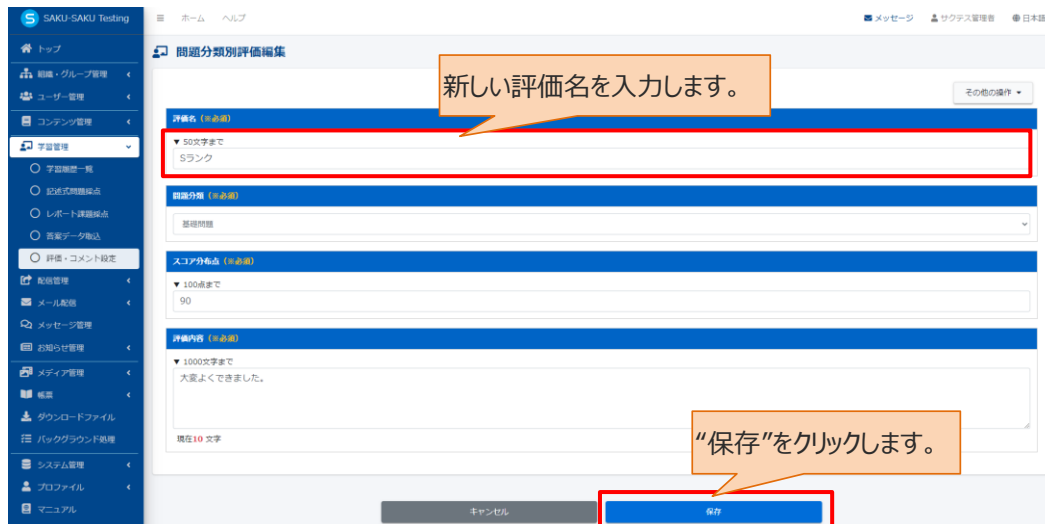 S SAKU-SAKU Testing
ホーム ヘルプ
メッセージ サクテス管理者 日本語
トップ
組織・グループ管理
ユーザー管理
コンテンツ管理
学習管理
学習履歴一覧
記述式問題採点
レポート課題採点
答案データ取込
評価・コメント設定
配信管理
メール配信
メッセージ管理
お知らせ管理
メディア管理
帳票
ダウンロードファイル
バックグラウンド処理
システム管理
プロファイル
マニュアル
問題分類別評価編集
新しい評価名を入力します。
その他の操作
評価名 (※必須)
▼ 50文字まで
Sランク
問題分類 (※必須)
基礎問題
スコア分布点 (※必須)
▼ 100点まで
90
評価内容 (※必須)
▼ 1000文字まで
大変よくできました。
現在10 文字
“保存”をクリックします。
キャンセル
保存